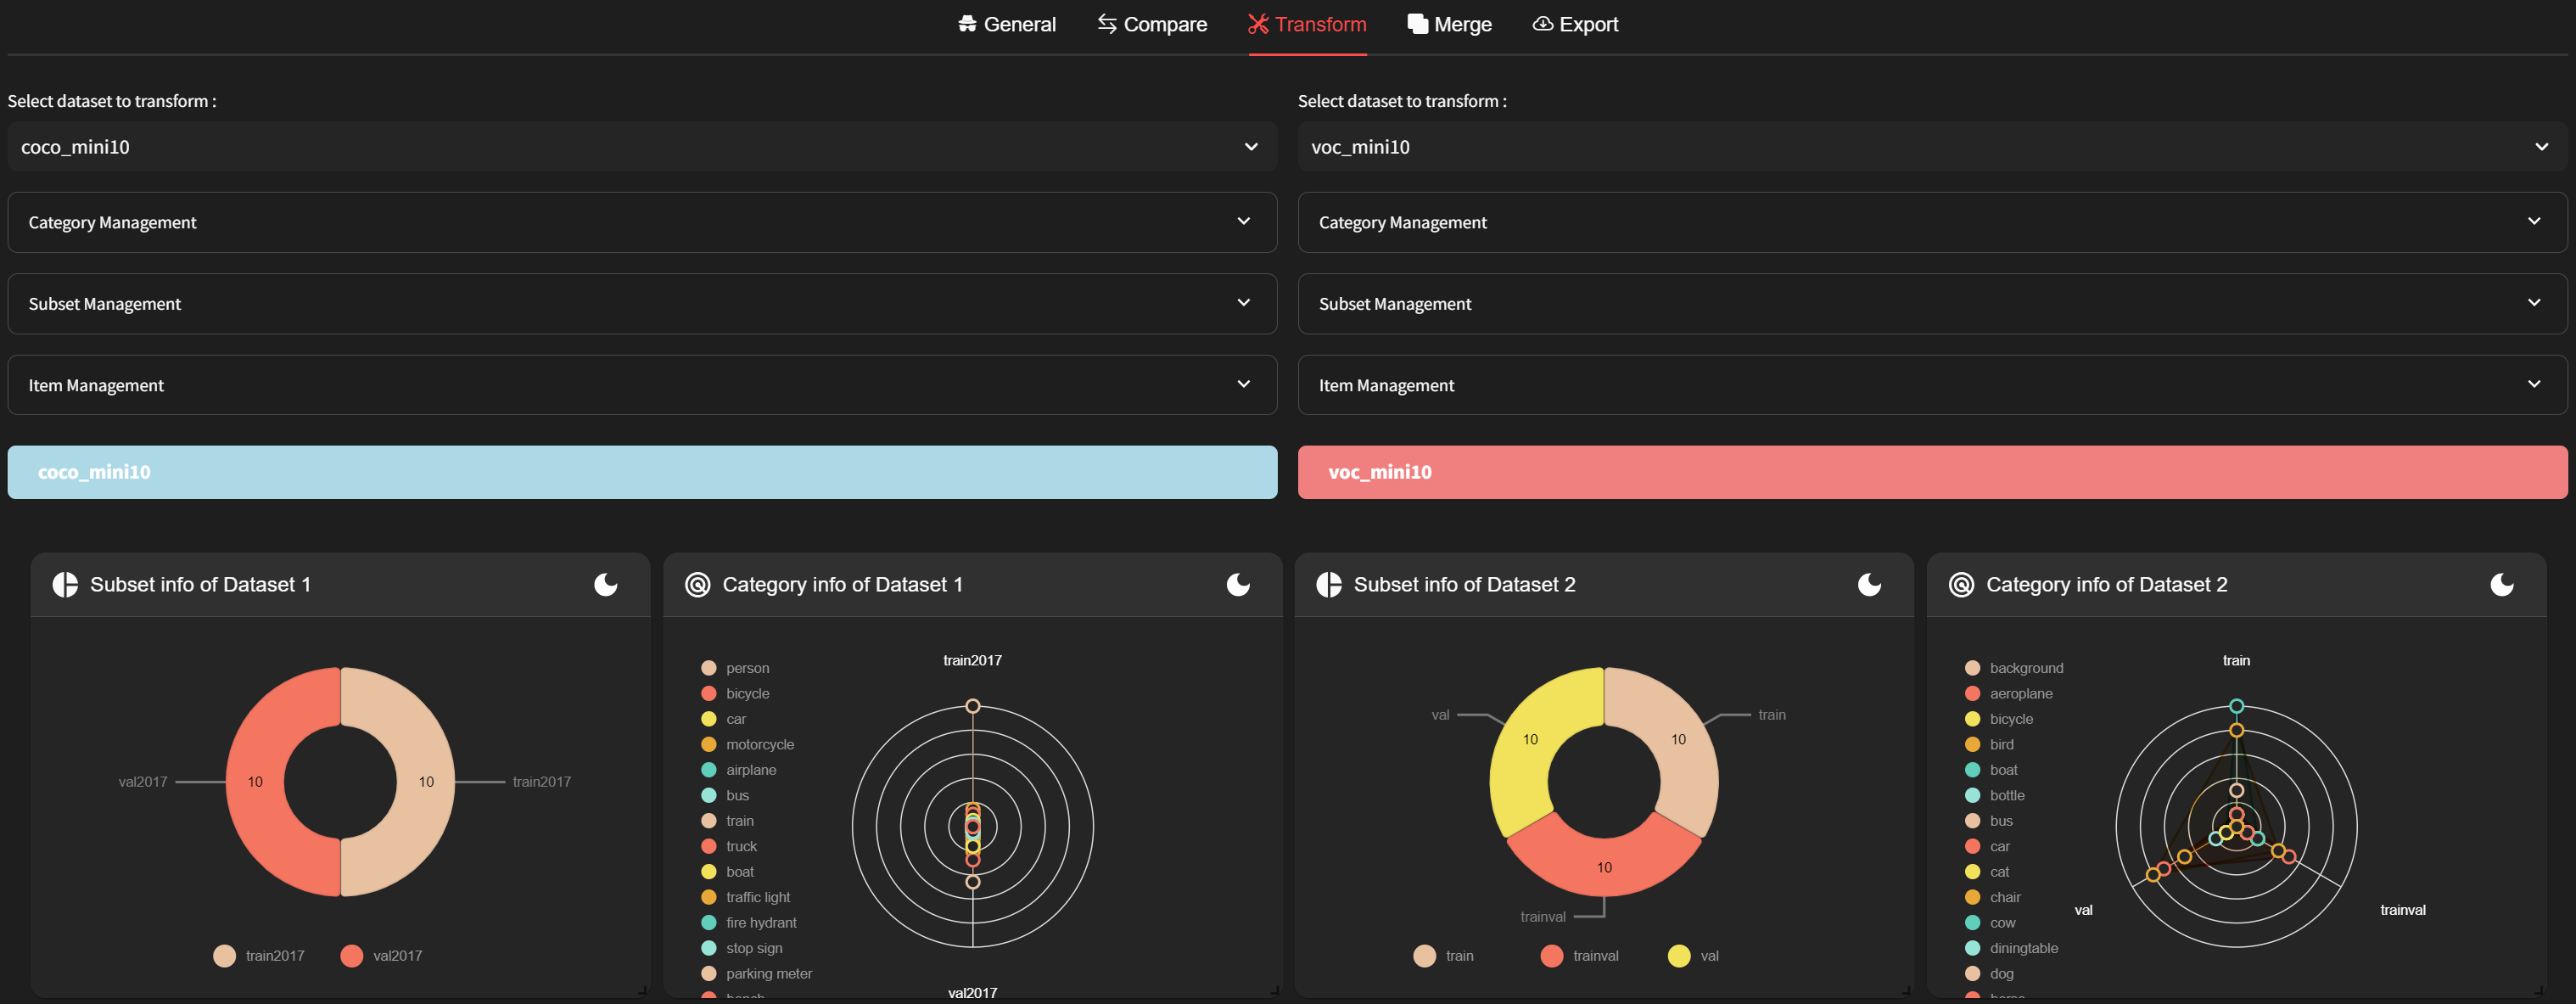 General Compare Transform Merge Export
Select dataset to transform :
coco_mini10
Category Management
Subset Management
Item Management
coco_mini10
Select dataset to transform :
voc_mini10
Category Management
Subset Management
Item Management
voc_mini10
Subset info of Dataset 1
val2017
10
10
train2017
train2017 val2017
Category info of Dataset 1
person
bicycle
car
motorcycle
airplane
bus
train
truck
boat
traffic light
fire hydrant
stop sign
parking meter
bench
train2017
val2017
Subset info of Dataset 2
val
10
10
train
10
trainval
train trainval val
Category info of Dataset 2
background
aeroplane
bicycle
bird
boat
bottle
bus
car
cat
chair
cow
diningtable
dog
horse
train
val
trainval